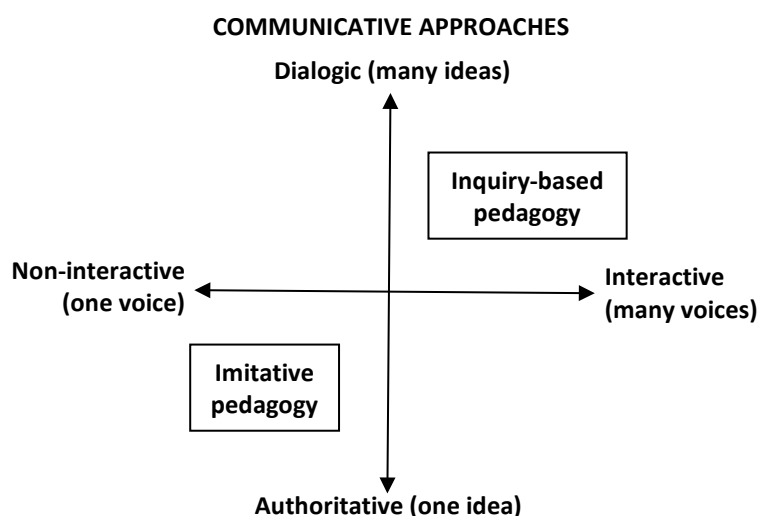 COMMUNICATIVE APPROACHES
Dialogic (many ideas)
Inquiry-based
pedagogy
Non-interactive
(one voice)
Interactive
(many voices)
Imitative
pedagogy
Authoritative (one idea)